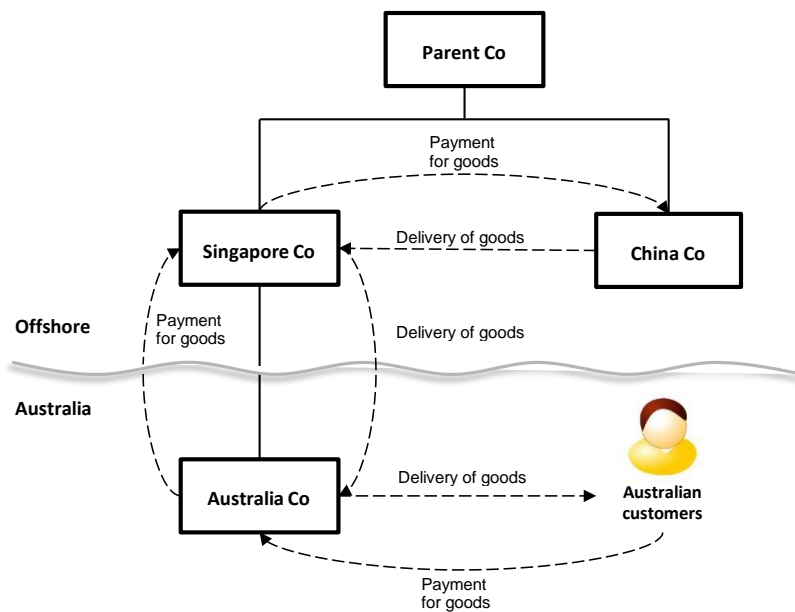 Parent Co
Payment
for goods
Singapore Co
Delivery of goods
China Co
Offshore
Payment
for goods
Delivery of goods
Australia
Australia Co
Delivery of goods
Australian
customers
Payment
for goods